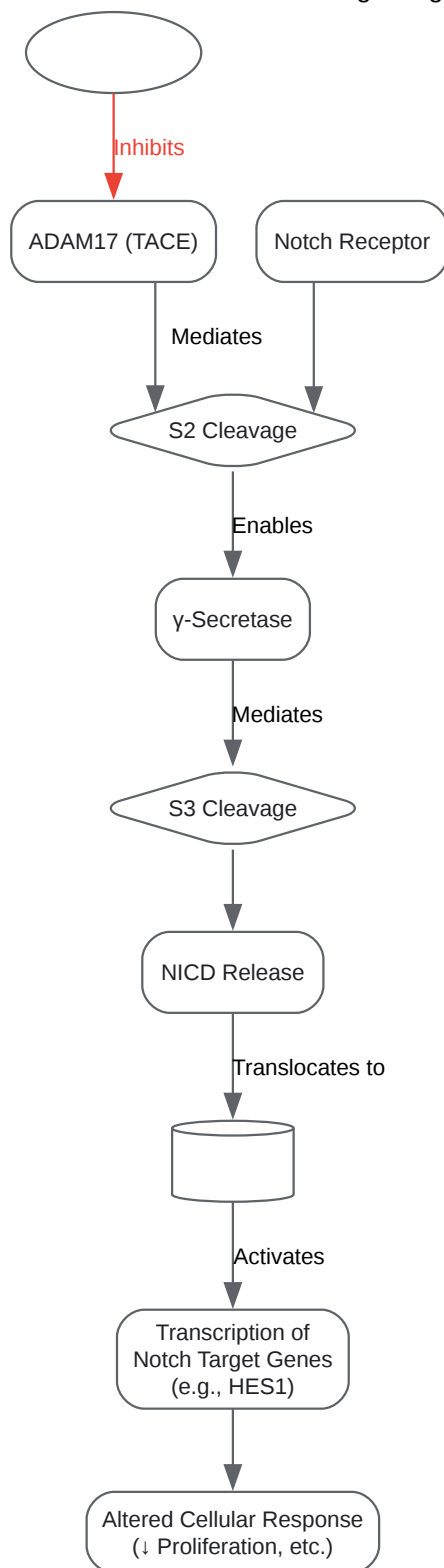 Inhibits
ADAM17 (TACE)
Notch Receptor
Mediates
S2 Cleavage
Enables
γ-Secretase
Mediates
S3 Cleavage
NICD Release
Translocates to
Activates
Transcription of
Notch Target Genes
(e.g., HES1)
Altered Cellular Response
(↓ Proliferation, etc.)